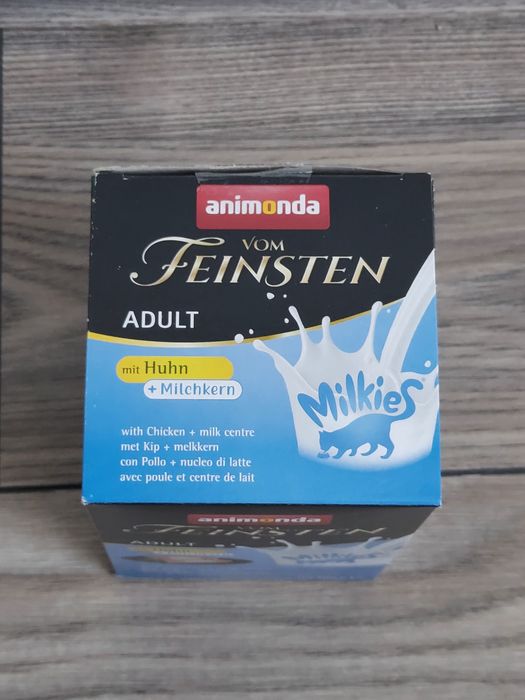 animonda
VOM
FEINSTEN
ADULT
mit Huhn
+ Milchkern
Milkies
with Chicken + milk centre
met Kip + melkkern
con Pollo + nucleo di latte
avec poule et centre de lait
animonda
VOM
FEINSTEN
ADULT